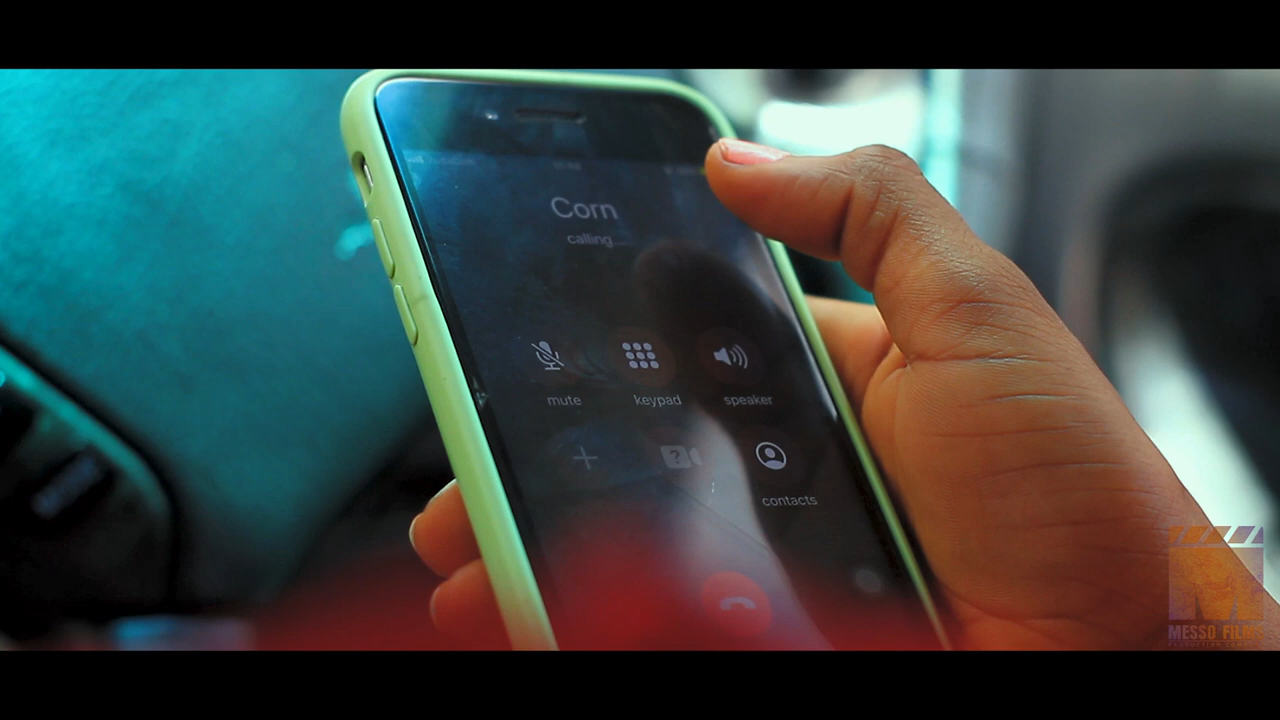 Corn
calling...
mute
keypad
speaker
contacts
MESSO FILMS